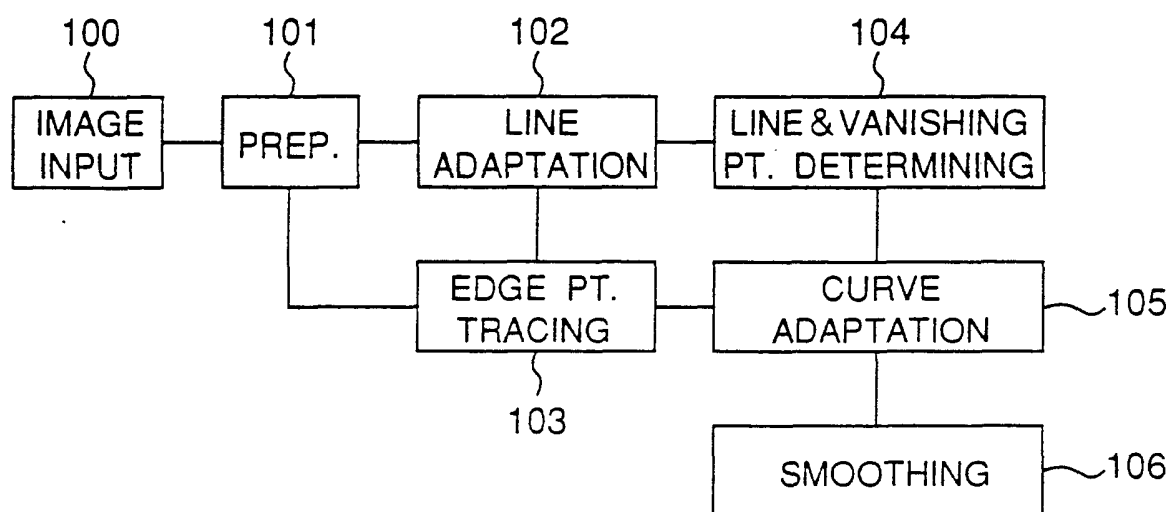 100
101
102
104
IMAGE
INPUT
PREP.
LINE
ADAPTATION
LINE & VANISHING
PT. DETERMINING
EDGE PT.
TRACING
103
CURVE
ADAPTATION
105
SMOOTHING
106